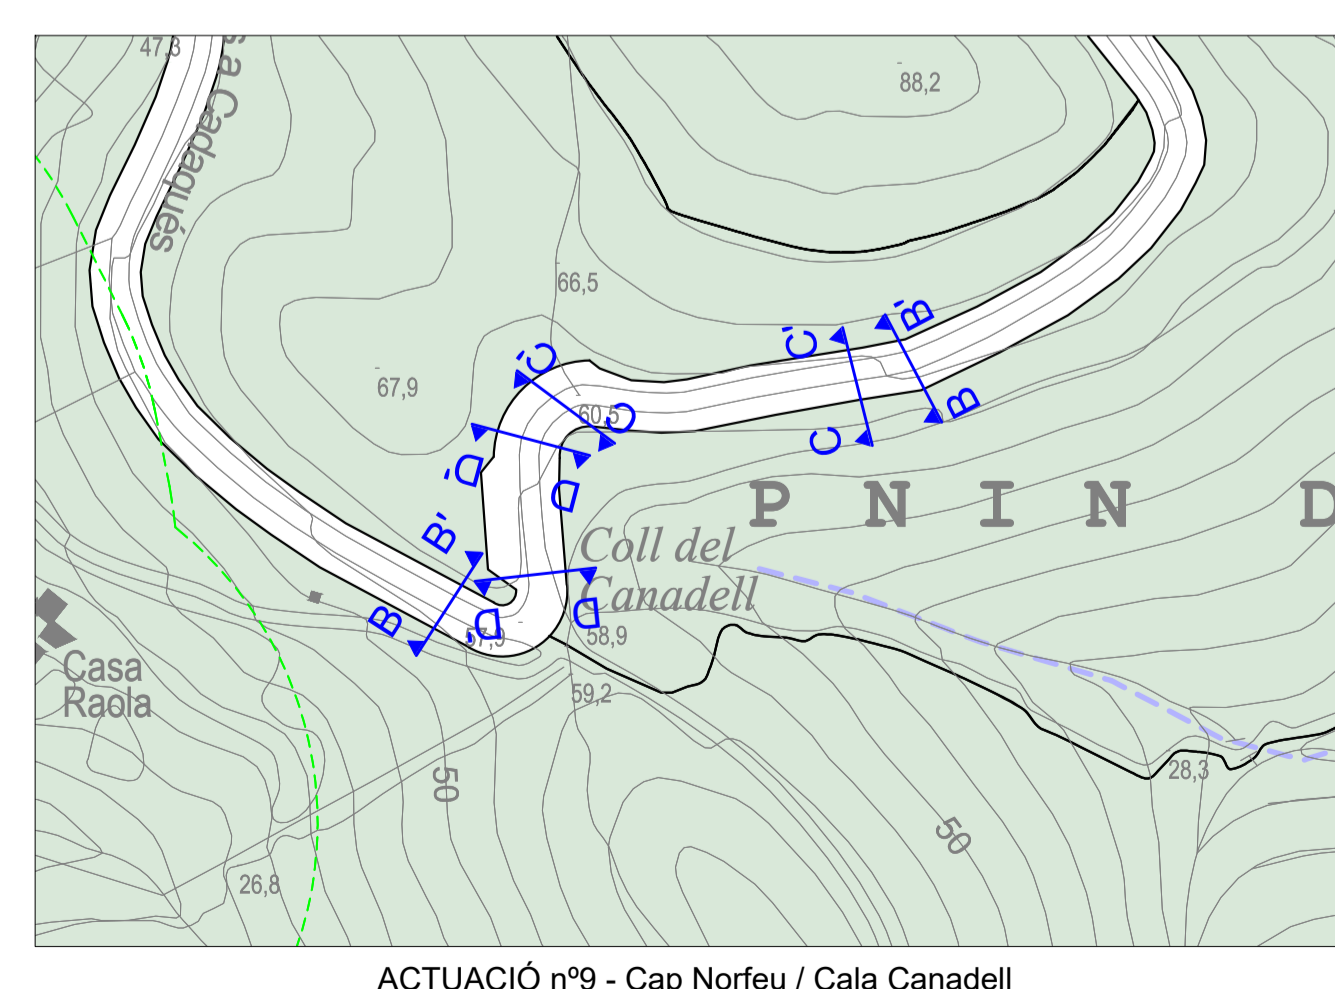 47,3
s a Cadaqués
88,2
66,5
67,9
60,5
C'
C
D'
D
C'
C
B'
B
P N I N D
B'
B
D'
D
Coll del
Canadell
57,9
58,9
59,2
Casa
Raola
50
50
28,3
26,8
ACTUACIÓ nº9 - Cap Norfeu / Cala Canadell